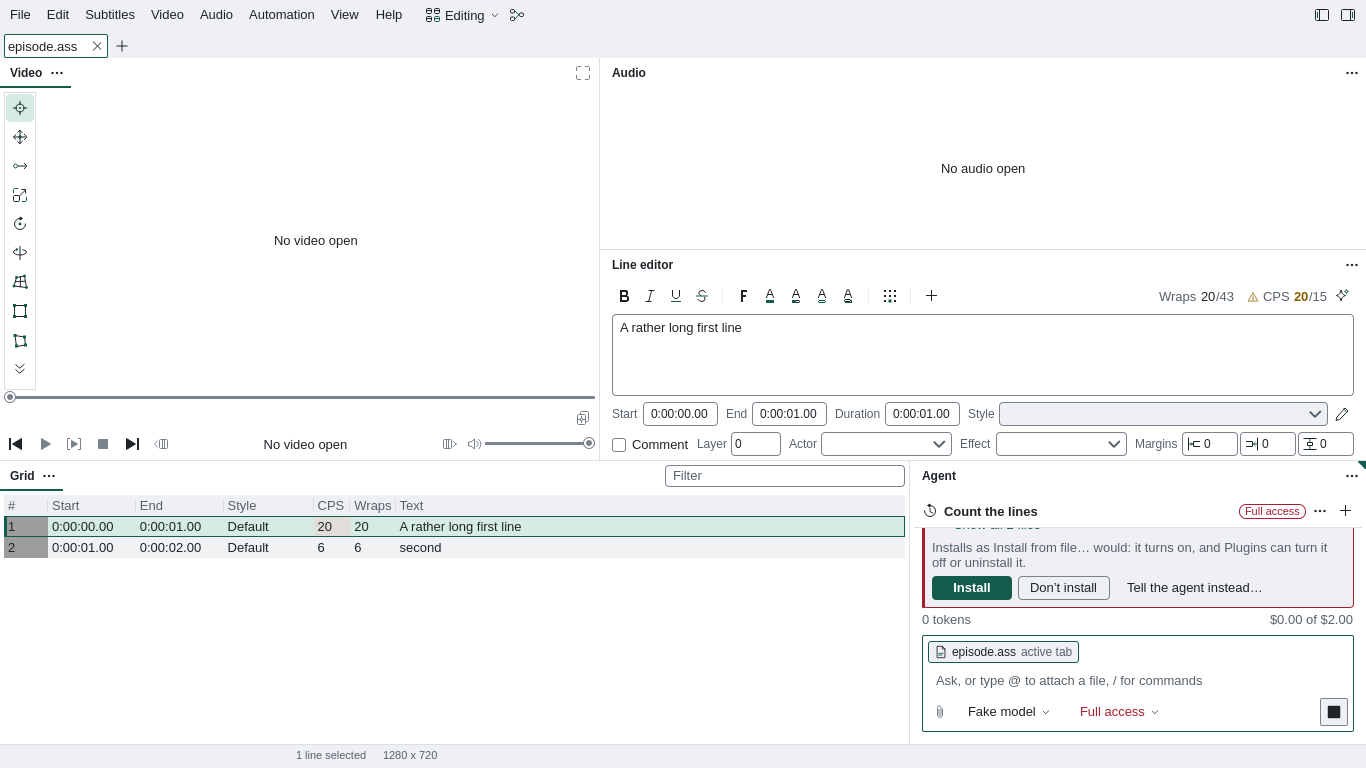 File Edit Subtitles Video Audio Automation View Help Editing
episode.ass
Video
No video open
No video open
Audio
No audio open
Line editor
Wraps 20/43 CPS 20/15
A rather long first line
Start 0:00:00.00 End 0:00:01.00 Duration 0:00:01.00 Style
Comment Layer 0 Actor Effect Margins 0 0 0
Grid Filter
# Start End Style CPS Wraps Text
1 0:00:00.00 0:00:01.00 Default 20 20 A rather long first line
2 0:00:01.00 0:00:02.00 Default 6 6 second
Agent
Count the lines Full access
Installs as Install from file… would: it turns on, and Plugins can turn it
off or uninstall it.
Install Don't install Tell the agent instead…
0 tokens $0.00 of $2.00
episode.ass active tab
Ask, or type @ to attach a file, / for commands
Fake model Full access
1 line selected 1280 x 720